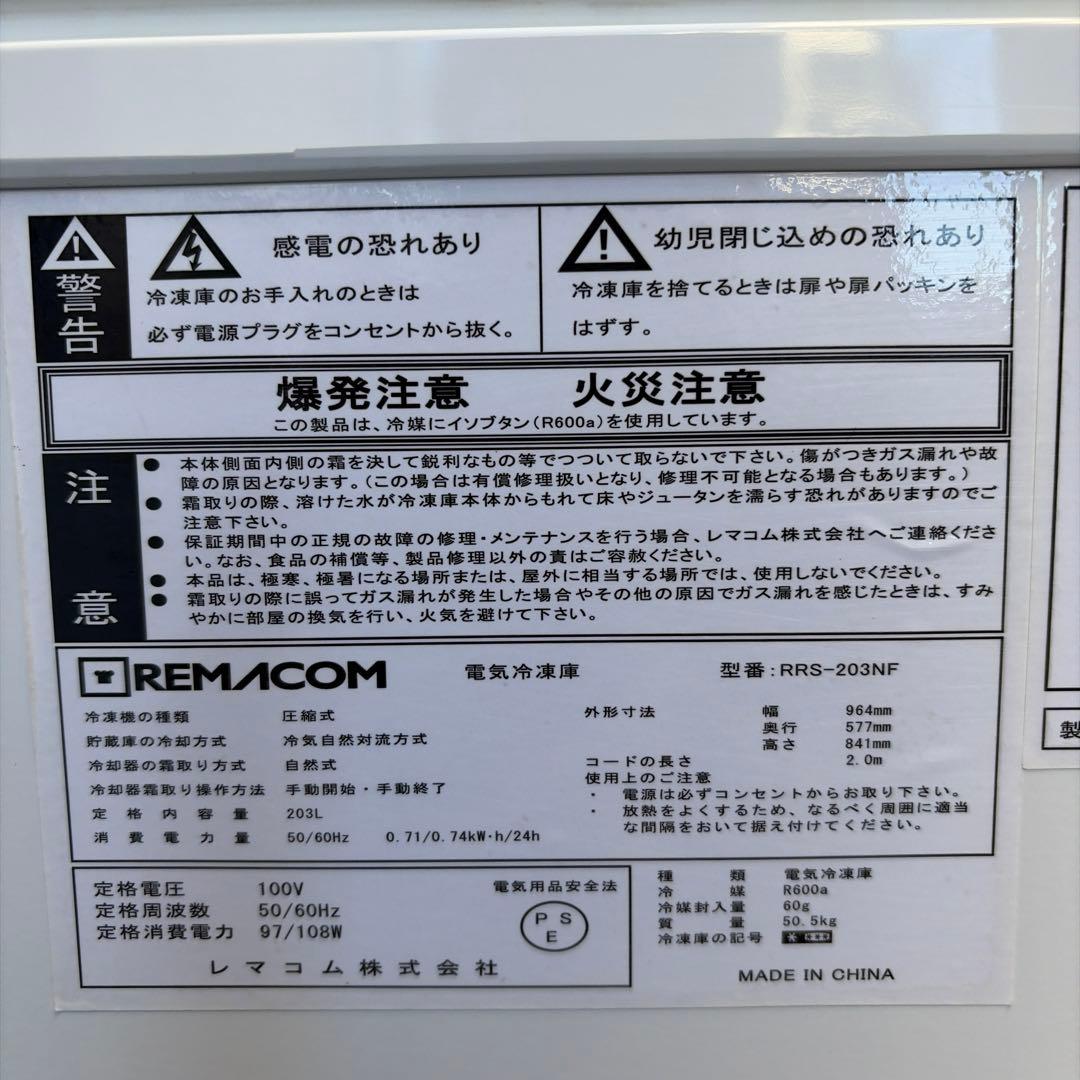 警告
感電の恐れあり
冷凍庫のお手入れのときは
必ず電源プラグをコンセントから抜く。
幼児閉じ込めの恐れあり
冷凍庫を捨てるときは扉や扉パッキンを
はずす。
爆発注意 火災注意
この製品は、冷媒にイソブタン(R600a)を使用しています。
注意
● 本体側面内側の霜を決して鋭利なもの等でつついて取らないで下さい。傷がつきガス漏れや故
障の原因となります。(この場合は有償修理扱いとなり、修理不可能となる場合もあります。)
● 霜取りの際、溶けた水が冷凍庫本体からもれて床やジュータンを濡らす恐れがありますのでご
注意下さい。
● 保証期間中の正規の故障の修理・メンテナンスを行う場合、レマコム株式会社へご連絡くださ
い。なお、食品の補償等、製品修理以外の責はご容赦ください。
● 本品は、極寒、極暑になる場所または、屋外に相当する場所では、使用しないでください。
● 霜取りの際に誤ってガス漏れが発生した場合やその他の原因でガス漏れを感じたときは、すみ
やかに部屋の換気を行い、火気を避けて下さい。
REMACOM 電気冷凍庫 型番:RRS-203NF
冷凍機の種類 圧縮式
貯蔵庫の冷却方式 冷気自然対流方式
冷却器の霜取り方式 自然式
冷却器霜取り操作方法 手動開始・手動終了
定格内容量 203L
消費電力量 50/60Hz 0.71/0.74kW·h/24h
外形寸法 幅 964mm
奥行 577mm
高さ 841mm
コードの長さ 2.0m
使用上のご注意
・ 電源は必ずコンセントからお取り下さい。
・ 放熱をよくするため、なるべく周囲に適当
な間隔をおいて据え付けてください。
定格電圧 100V
定格周波数 50/60Hz
定格消費電力 97/108W
電気用品安全法
PS
E
レマコム株式会社
種類 電気冷凍庫
冷媒 R600a
冷媒封入量 60g
質量 50.5kg
冷凍庫の記号 * ***
MADE IN CHINA
製